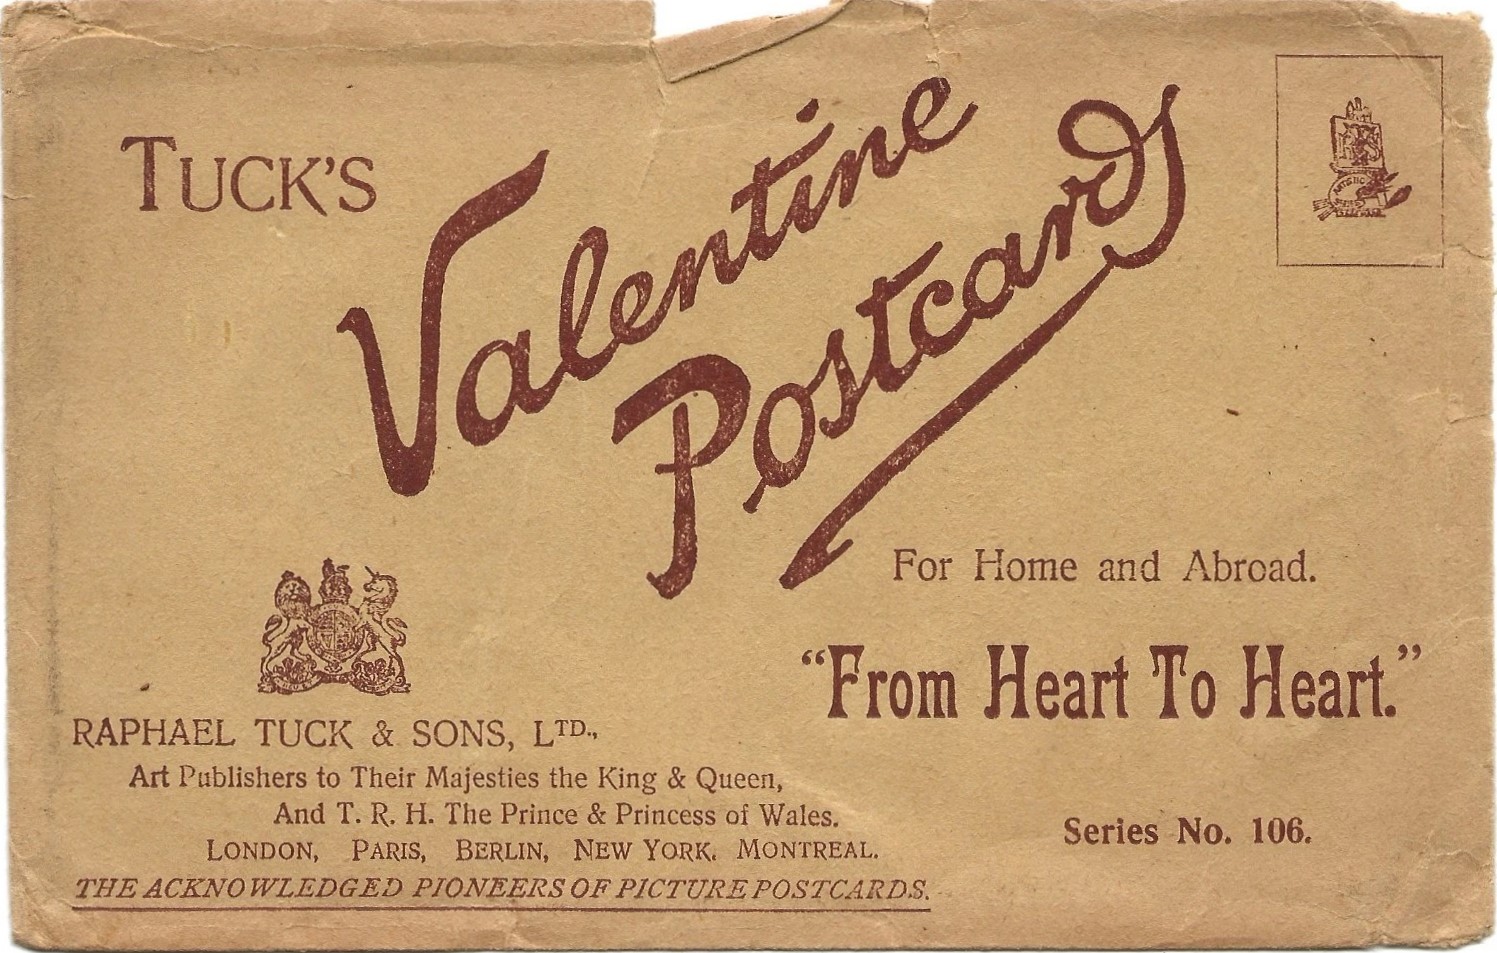 TUCK'S
Valentine
Postcards
For Home and Abroad.
"From Heart To Heart."
RAPHAEL TUCK & SONS, LTD.,
Art Publishers to Their Majesties the King & Queen,
And T. R. H. The Prince & Princess of Wales.
LONDON, PARIS, BERLIN, NEW YORK. MONTREAL.
THE ACKNOWLEDGED PIONEERS OF PICTURE POSTCARDS.
Series No. 106.